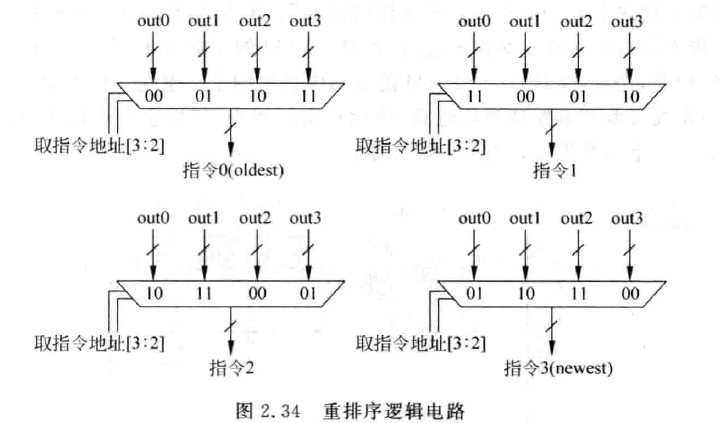 out0 out1 out2 out3
00 01 10 11
取指令地址[3:2]
指令0(oldest)
out0 out1 out2 out3
11 00 01 10
取指令地址[3:2]
指令1
out0 out1 out2 out3
10 11 00 01
取指令地址[3:2]
指令2
out0 out1 out2 out3
01 10 11 00
取指令地址[3:2]
指令3(newest)
图 2.34 重排序逻辑电路